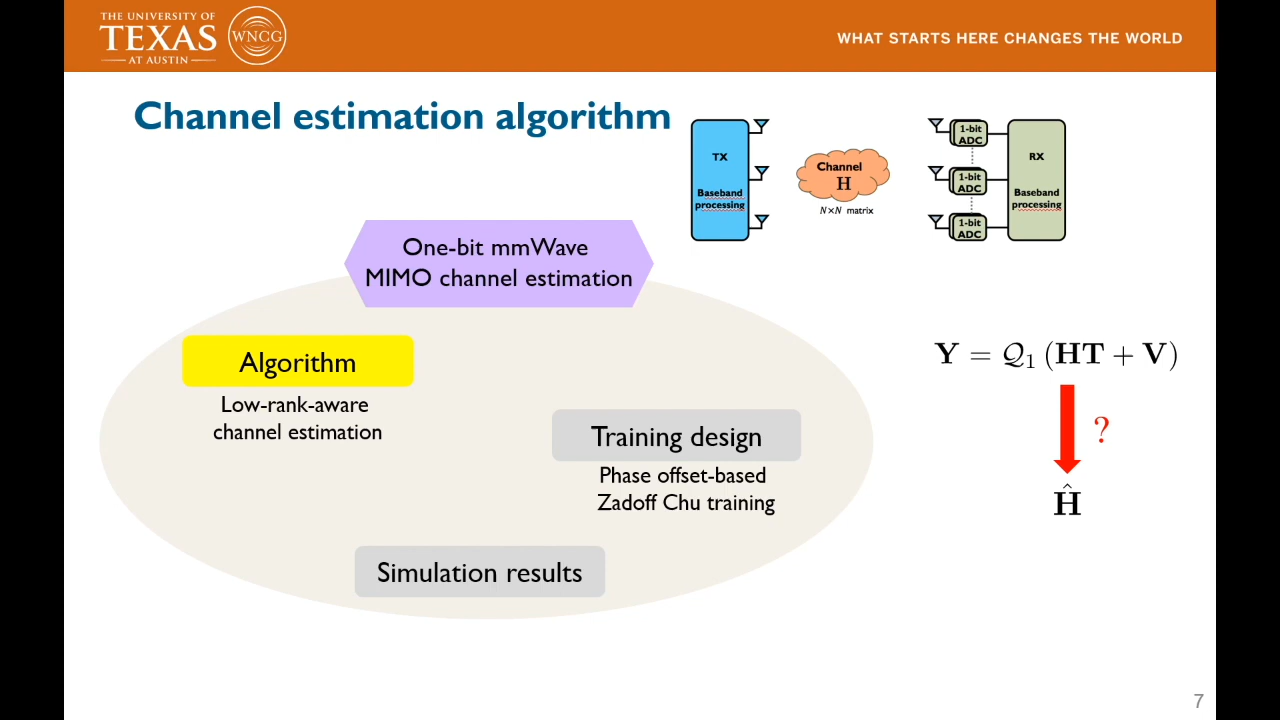 THE UNIVERSITY OF
TEXAS
AT AUSTIN
WNCG
WHAT STARTS HERE CHANGES THE WORLD
Channel estimation algorithm
TX
Baseband
processing
Channel
H
N×N matrix
1-bit
ADC
1-bit
ADC
1-bit
ADC
RX
Baseband
processing
One-bit mmWave
MIMO channel estimation
Algorithm
Low-rank-aware
channel estimation
Training design
Phase offset-based
Zadoff Chu training
Simulation results
Y = 𝒬₁ (HT + V)
?
Ĥ
7